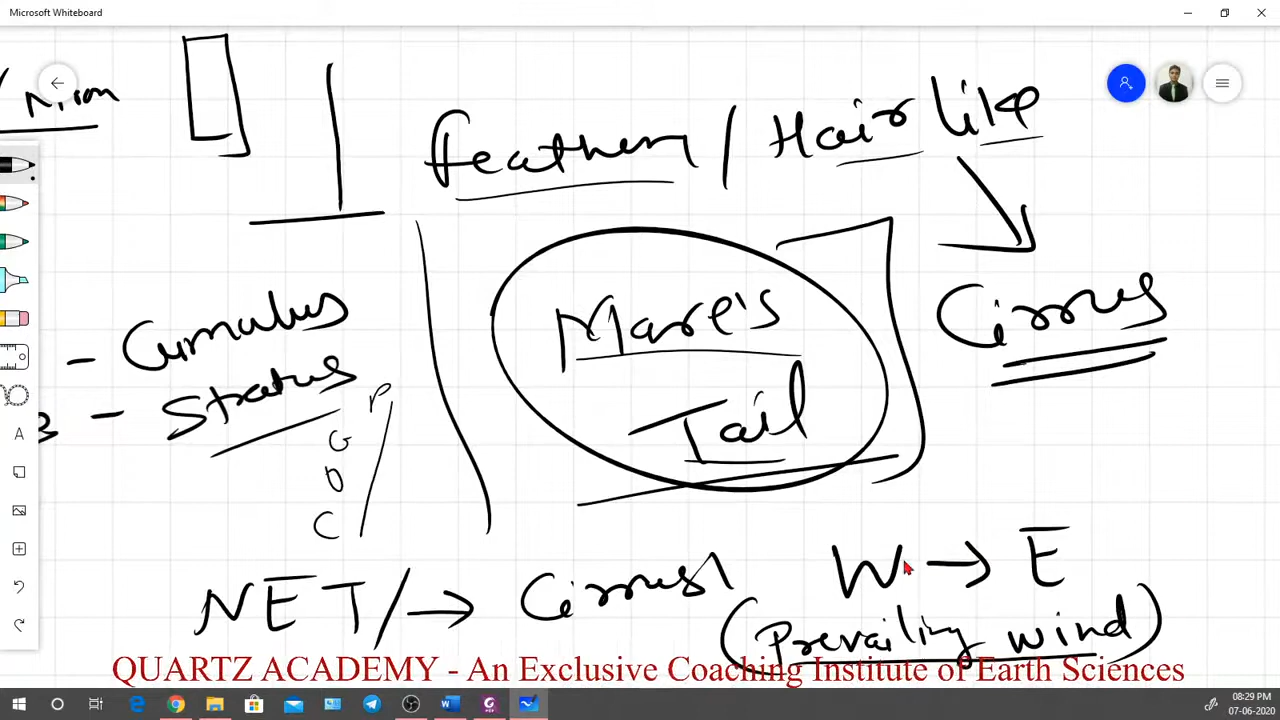 Microsoft Whiteboard
Feathery / Hair like
Mare's
Tail
Cirrus
- Cumulus
- Stratus
P
G
O
C
NET / → Cirrus
W → E
(Prevailing wind)
QUARTZ ACADEMY - An Exclusive Coaching Institute of Earth Sciences
08:29 PM
07-06-2020